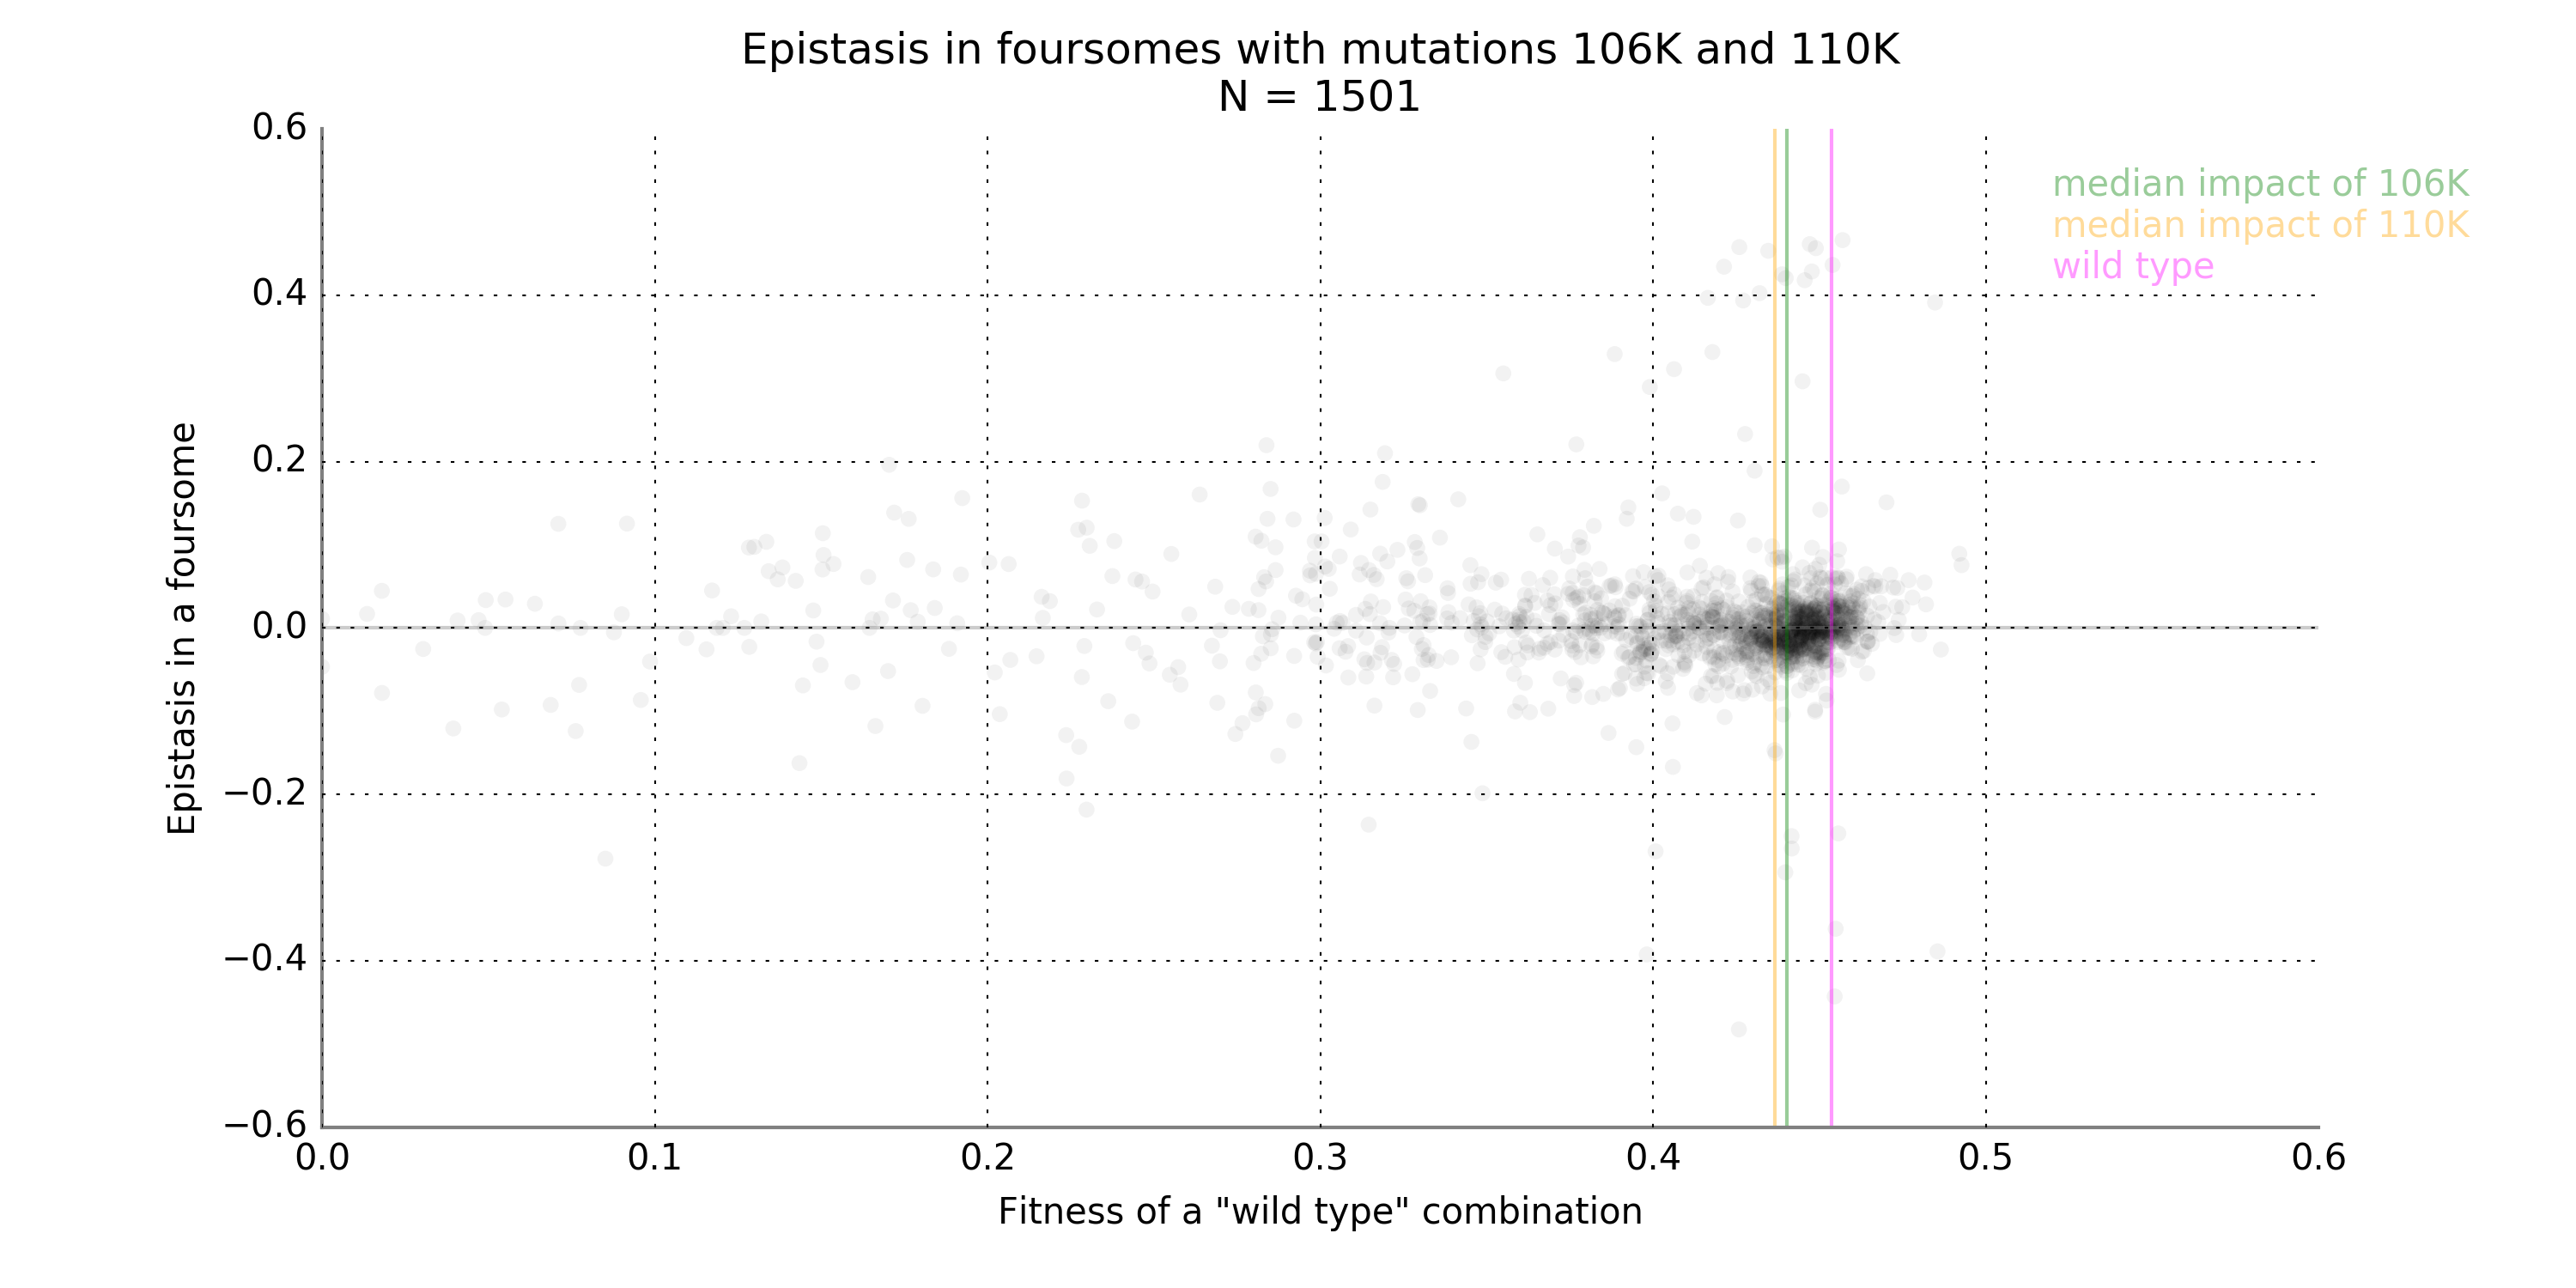 Epistasis in foursomes with mutations 106K and 110K
N = 1501
0.6
0.4
0.2
0.0
−0.2
−0.4
−0.6
Epistasis in a foursome
median impact of 106K
median impact of 110K
wild type
0.0 0.1 0.2 0.3 0.4 0.5 0.6
Fitness of a "wild type" combination